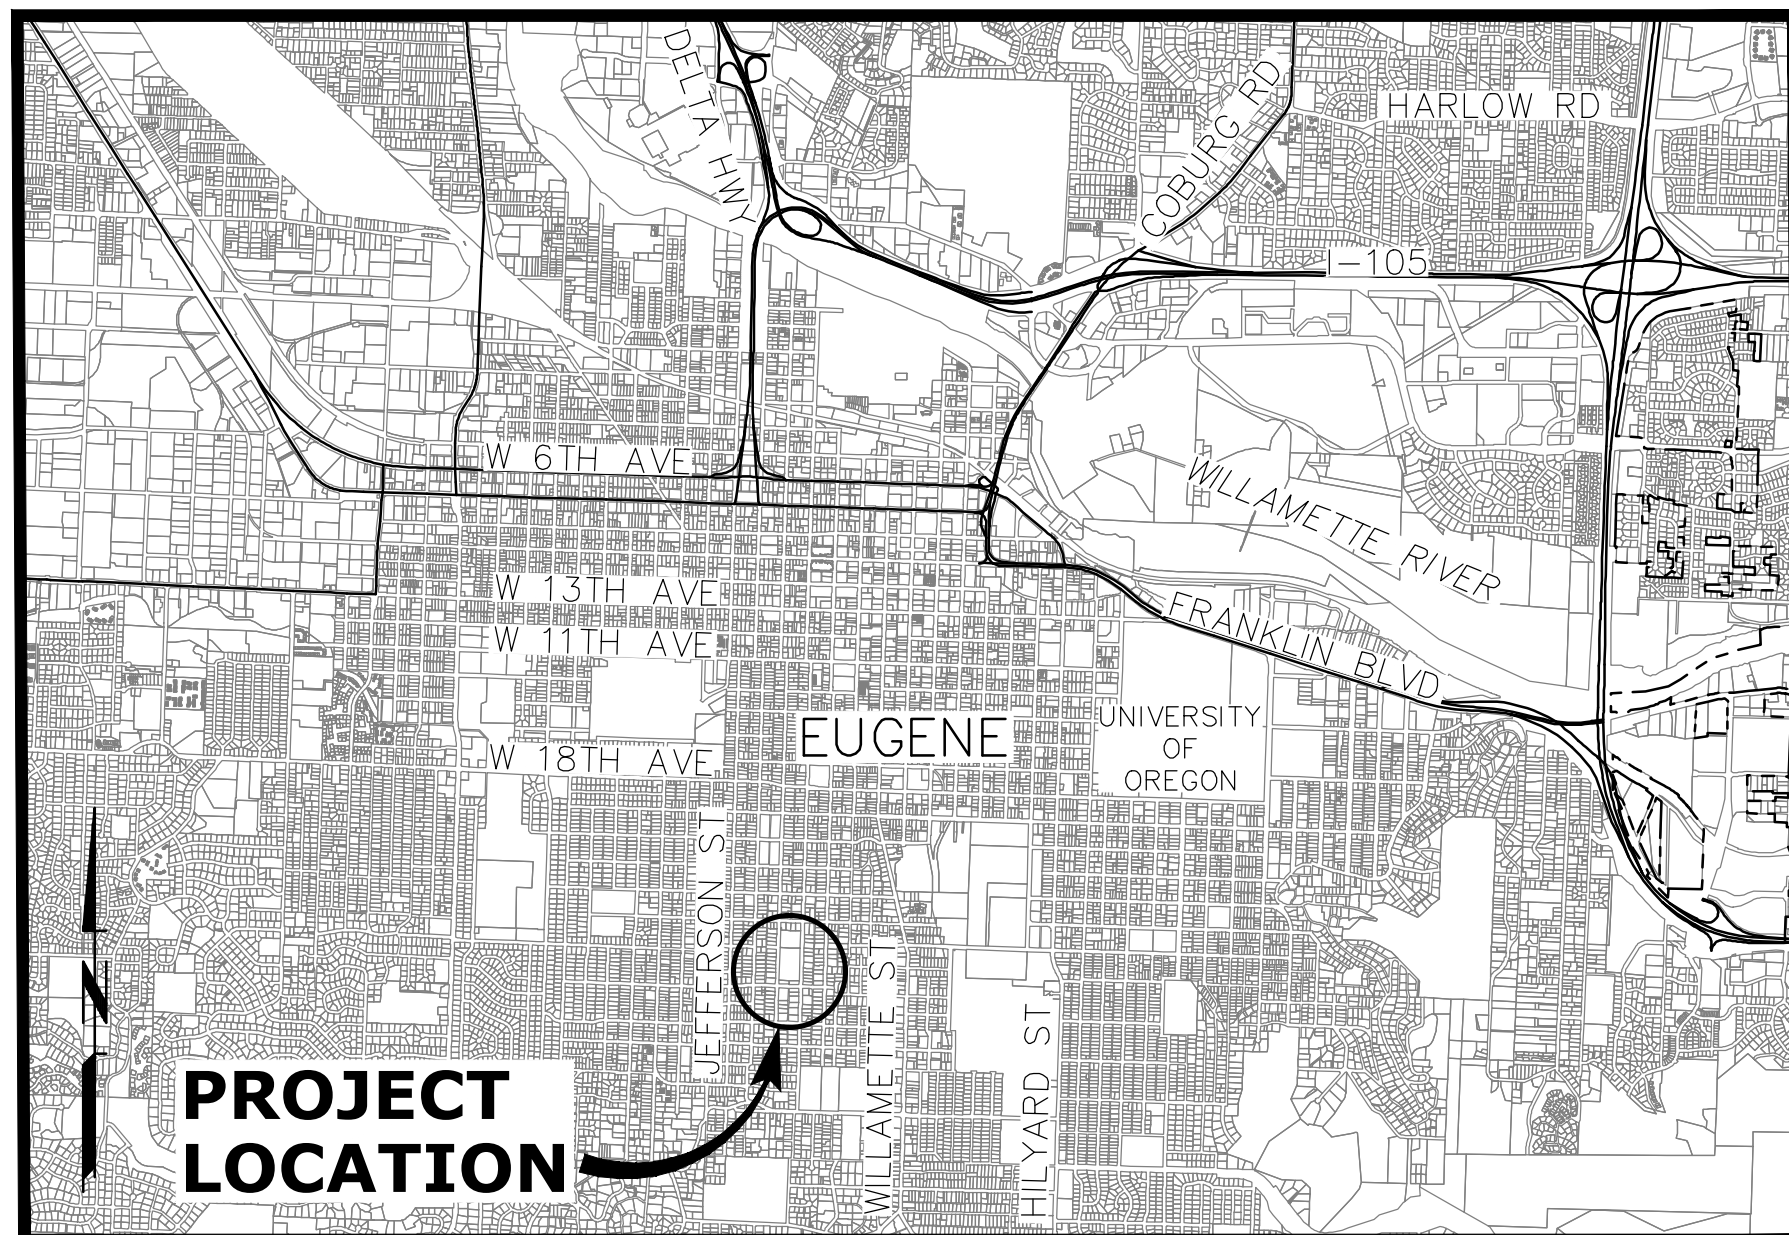 DELTA HWY
COBURG RD
HARLOW RD
I-105
W 6TH AVE
WILLAMETTE RIVER
W 13TH AVE
FRANKLIN BLVD
W 11TH AVE
EUGENE
UNIVERSITY
OF
OREGON
W 18TH AVE
JEFFERSON ST
WILLAMETTE ST
HILYARD ST
N
PROJECT
LOCATION